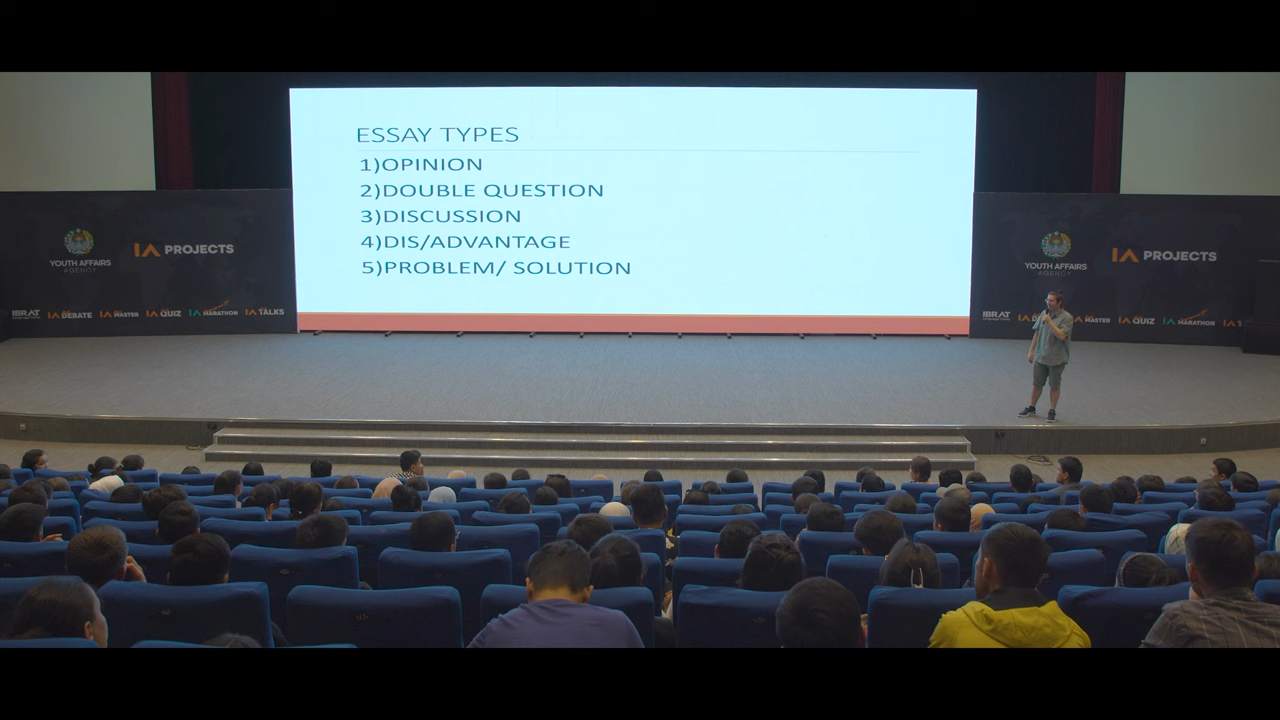 ESSAY TYPES
1)OPINION
2)DOUBLE QUESTION
3)DISCUSSION
4)DIS/ADVANTAGE
5)PROBLEM/ SOLUTION
YOUTH AFFAIRS
AGENCY
IA PROJECTS
IBRAT
IA DEBATE
IA MASTER
IA QUIZ
IA MARATHON
IA TALKS
YOUTH AFFAIRS
AGENCY
IA PROJECTS
IBRAT
MASTER
IA QUIZ
IA MARATHON